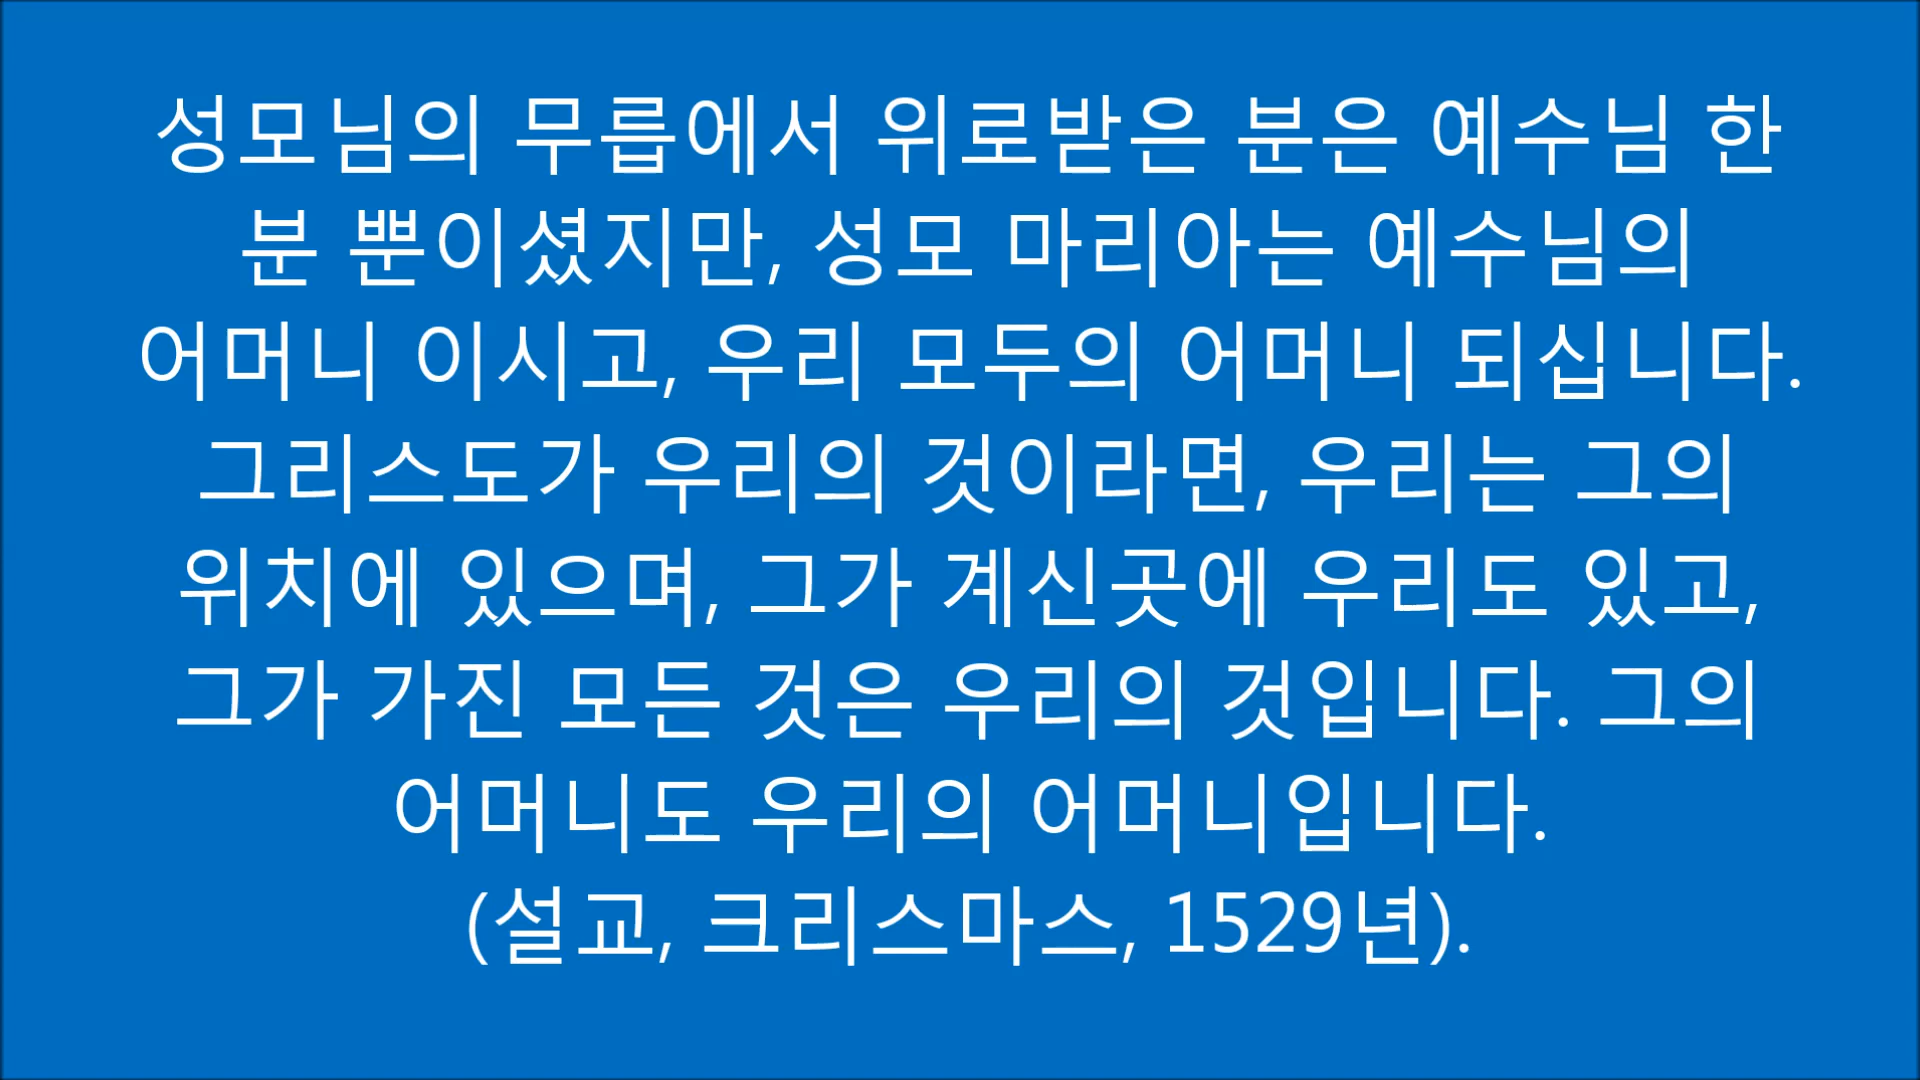 성모님의 무릅에서 위로받은 분은 예수님 한
분 뿐이셨지만, 성모 마리아는 예수님의
어머니 이시고, 우리 모두의 어머니 되십니다.
그리스도가 우리의 것이라면, 우리는 그의
위치에 있으며, 그가 계신곳에 우리도 있고,
그가 가진 모든 것은 우리의 것입니다. 그의
어머니도 우리의 어머니입니다.
(설교, 크리스마스, 1529년).